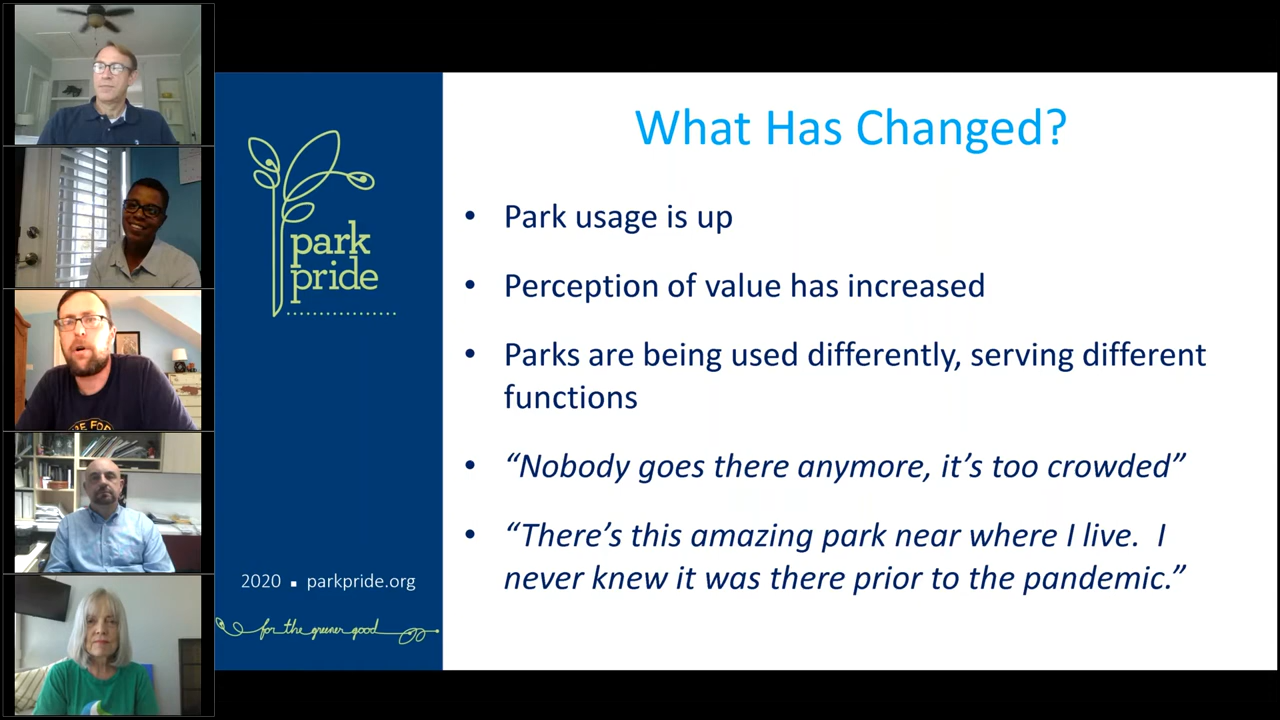 What Has Changed?
park
pride
• Park usage is up
• Perception of value has increased
• Parks are being used differently, serving different
functions
• “Nobody goes there anymore, it’s too crowded”
• “There’s this amazing park near where I live.  I
never knew it was there prior to the pandemic.”
2020 ▪ parkpride.org
for the greener good